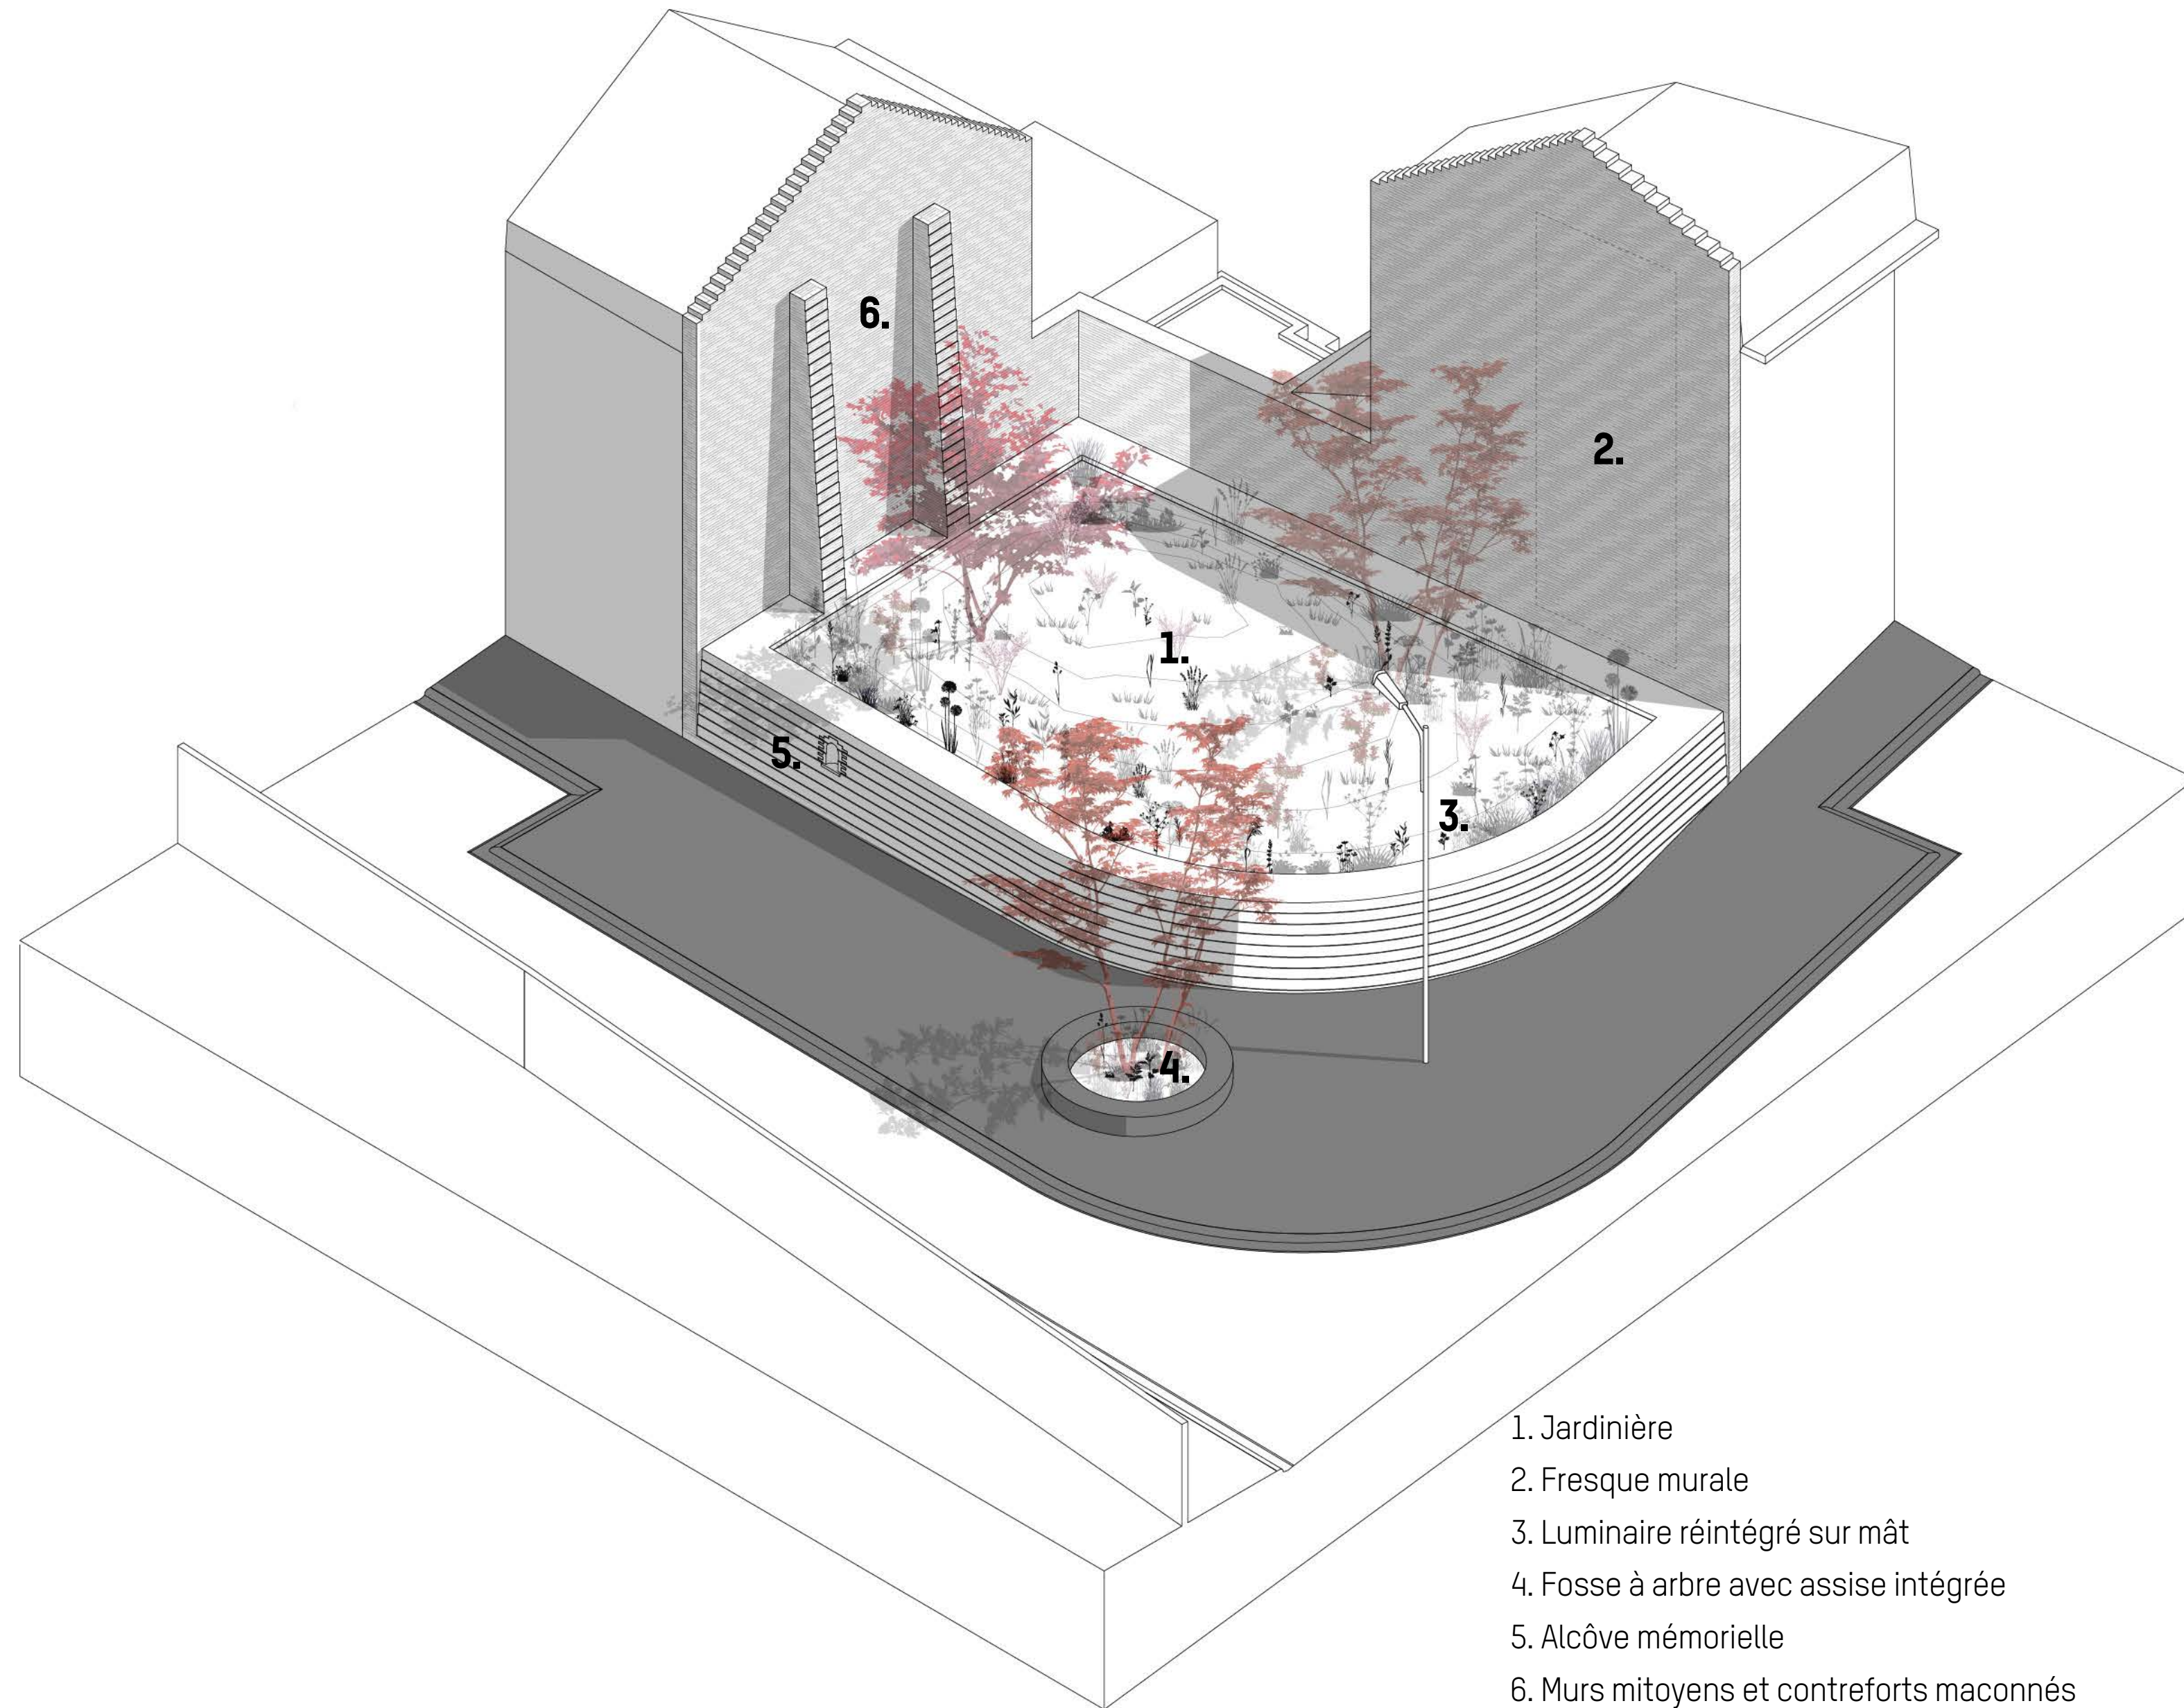 6.
2.
1.
5.
3.
4.
1. Jardinière
2. Fresque murale
3. Luminaire réintégré sur mât
4. Fosse à arbre avec assise intégrée
5. Alcôve mémorielle
6. Murs mitoyens et contreforts maconnés